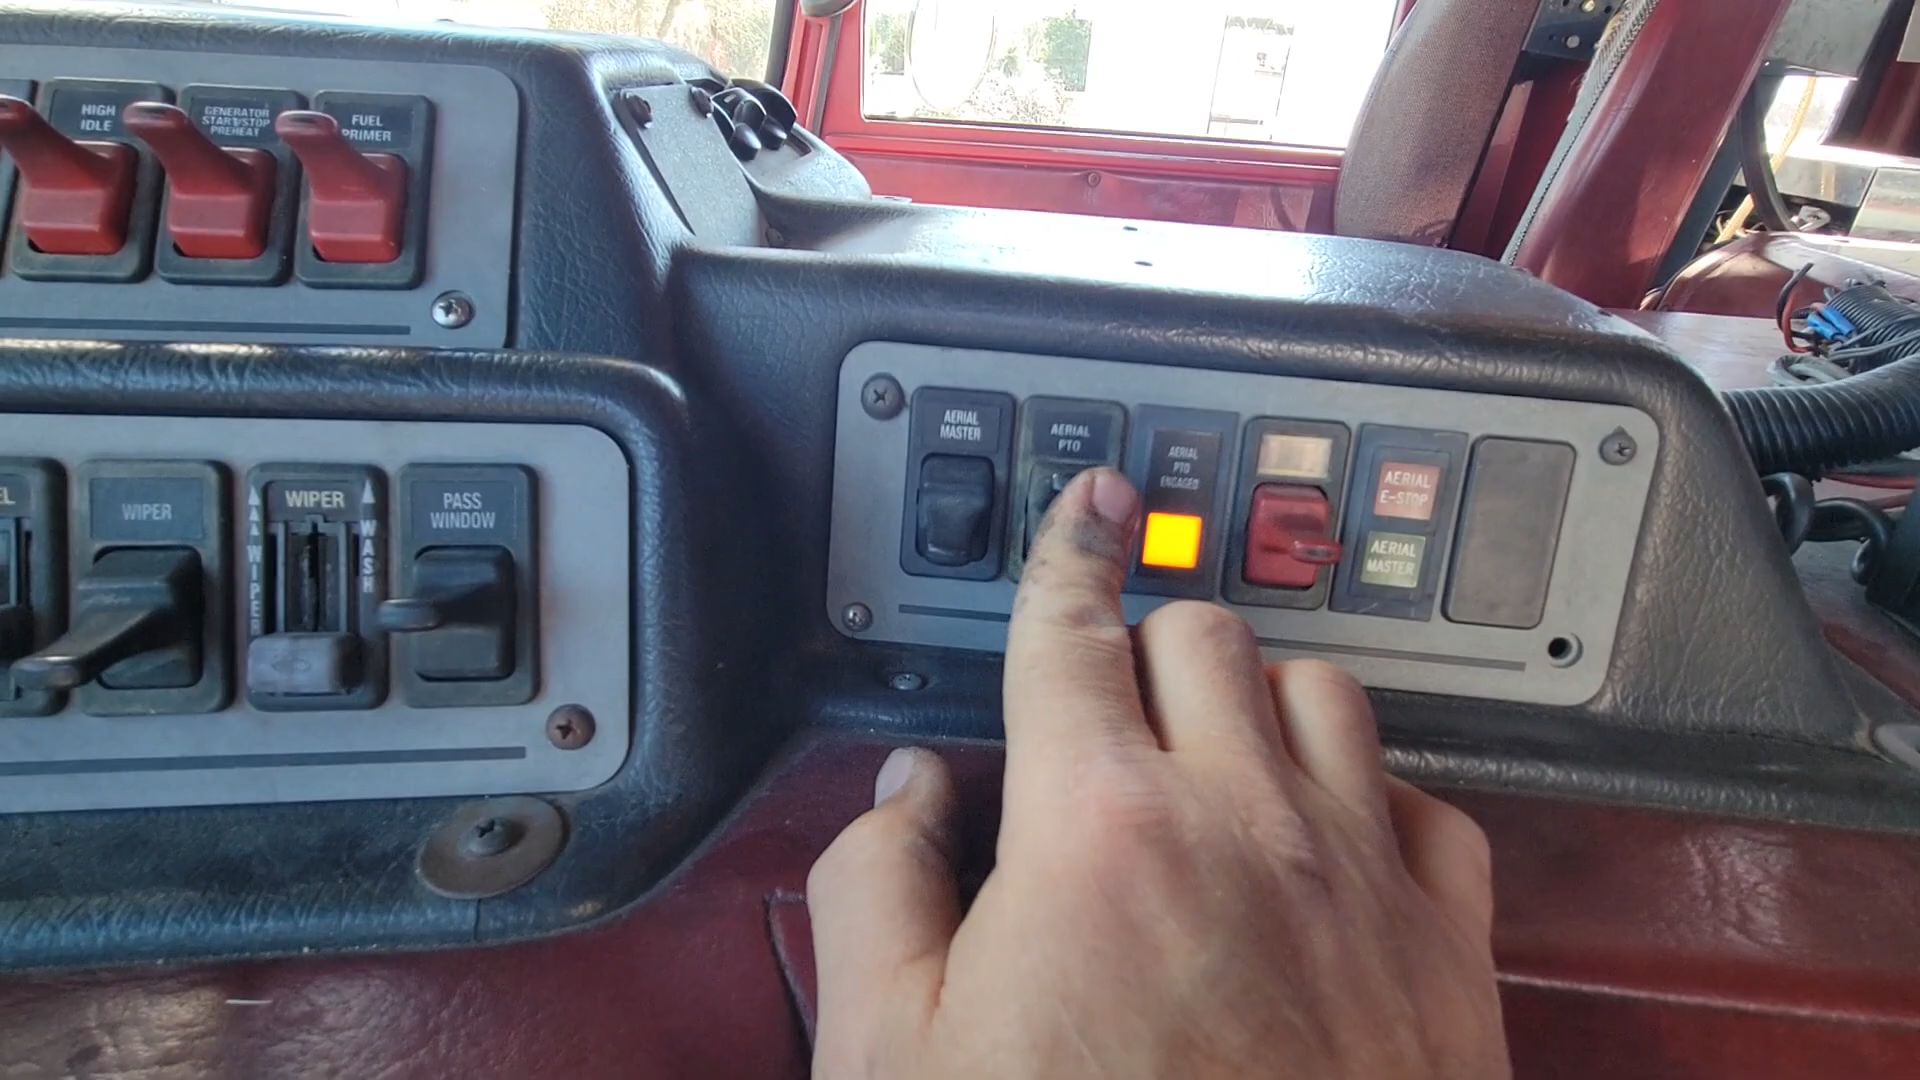 HIGH
IDLE
GENERATOR
START/STOP
PREHEAT
FUEL
PRIMER
EL
WIPER
WIPER
WIPER
WASH
PASS
WINDOW
AERIAL
MASTER
AERIAL
PTO
AERIAL
PTO
ENGAGED
AERIAL
E-STOP
AERIAL
MASTER